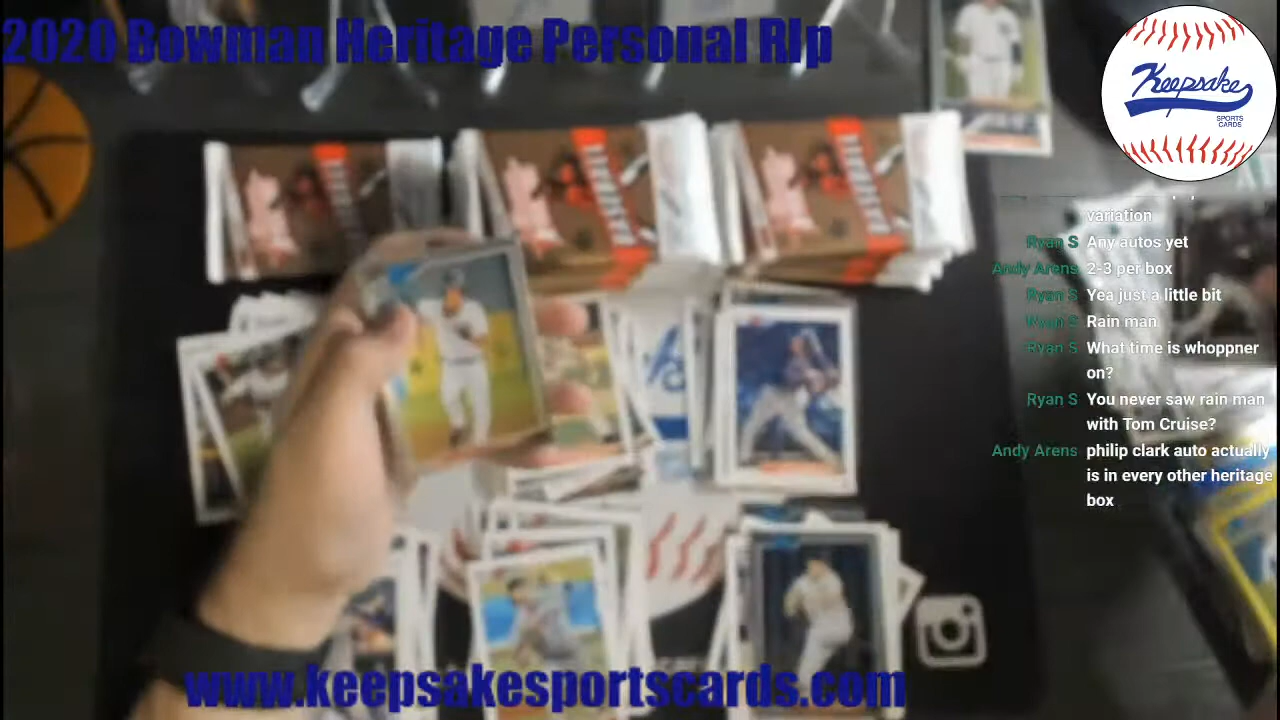 2020 Bowman Heritage Personal Rip
Keepsake
SPORTS
CARDS
variation
Ryan S Any autos yet
Andy Arens 2-3 per box
Ryan S Yea just a little bit
Ryan S Rain man
Ryan S What time is whoppner
on?
Ryan S You never saw rain man
with Tom Cruise?
Andy Arens philip clark auto actually
is in every other heritage
box
www.keepsakesportscards.com